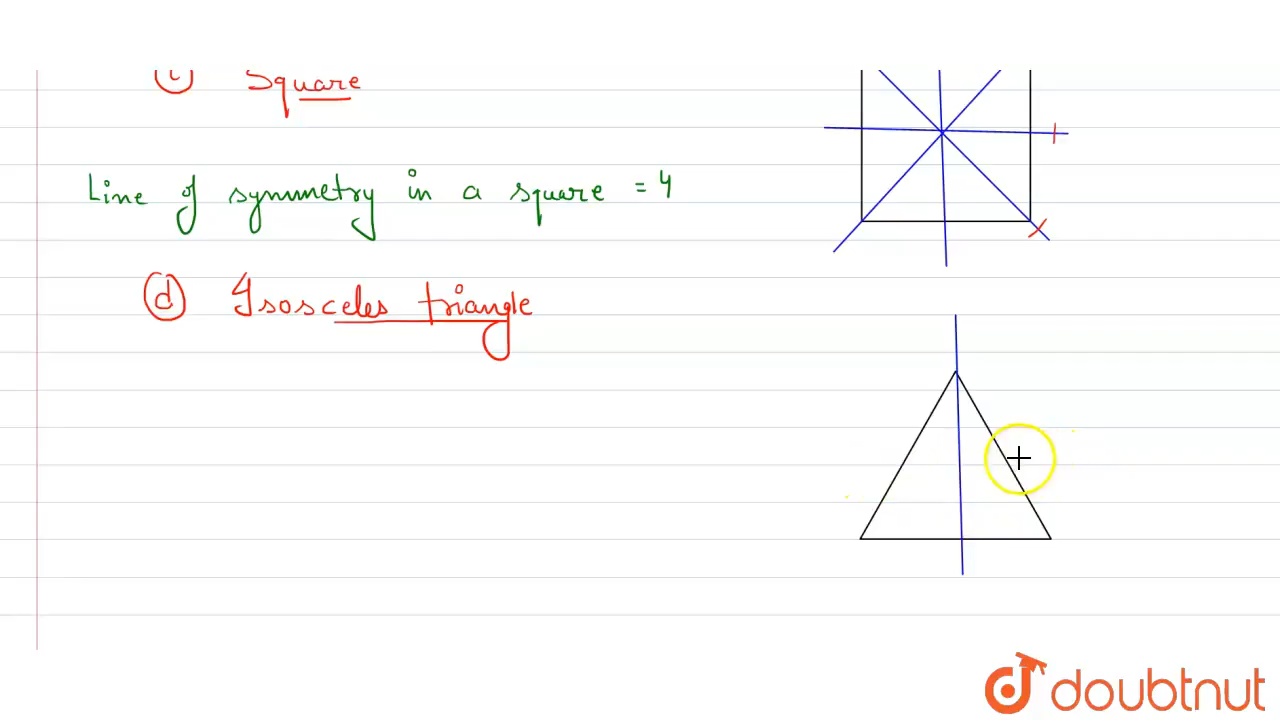 (c) Square
Line of symmetry in a square = 4
(d) Isosceles triangle
doubtnut